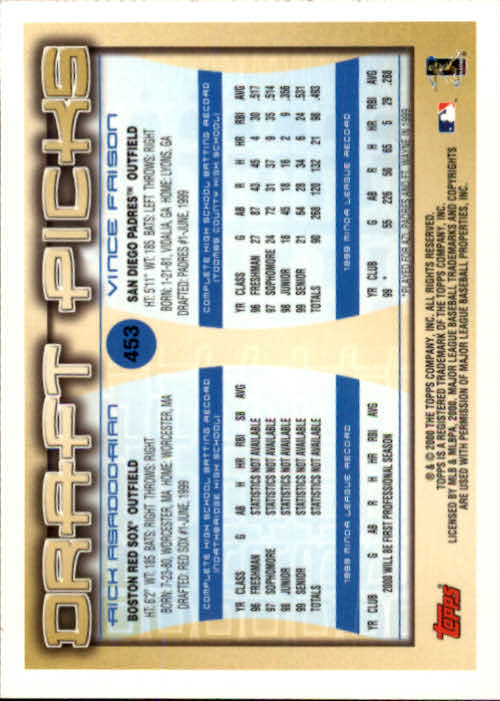 DRAFT PICKS
453
RICK ASADOORIAN
BOSTON RED SOX™ OUTFIELD
HT: 6'2" WT: 185 BATS: RIGHT THROWS: RIGHT
BORN: 7-23-80, WORCESTER, MA HOME: WORCESTER, MA
DRAFTED: RED SOX #1-JUNE, 1999
COMPLETE HIGH SCHOOL BATTING RECORD
(NORTHBRIDGE HIGH SCHOOL)
YR CLASS G AB R H HR RBI SB AVG
96 FRESHMAN STATISTICS NOT AVAILABLE
97 SOPHOMORE STATISTICS NOT AVAILABLE
98 JUNIOR STATISTICS NOT AVAILABLE
99 SENIOR STATISTICS NOT AVAILABLE
TOTALS STATISTICS NOT AVAILABLE
1999 MINOR LEAGUE RECORD
YR CLUB G AB R H HR RBI AVG
2000 WILL BE FIRST PROFESSIONAL SEASON
VINCE FRISON
SAN DIEGO PADRES™ OUTFIELD
HT: 5'11" WT: 185 BATS: LEFT THROWS: RIGHT
BORN: 1-21-81, VIDALIA, GA HOME: LYONS, GA
DRAFTED: PADRES #1-JUNE, 1999
COMPLETE HIGH SCHOOL BATTING RECORD
(TOOMBS COUNTY HIGH SCHOOL)
YR CLASS G AB R H HR RBI AVG
96 FRESHMAN 27 87 43 45 4 30 .517
97 SOPHOMORE 24 72 31 37 9 35 .514
98 JUNIOR 18 45 18 16 2 9 .356
99 SENIOR 21 64 28 34 6 24 .531
TOTALS 90 268 120 132 21 98 .493
1999 MINOR LEAGUE RECORD
YR CLUB G AB R H HR RBI AVG
99 * 55 226 56 65 5 29 .288
*PLAYED FOR AZL PADRES AND FT. WAYNE IN 1999
Topps
® & © 2000 THE TOPPS COMPANY, INC. ALL RIGHTS RESERVED.
TOPPS IS A REGISTERED TRADEMARK OF THE TOPPS COMPANY, INC.
LICENSED BY MLB & MLBPA, 2000. MAJOR LEAGUE BASEBALL TRADEMARKS AND COPYRIGHTS
ARE USED WITH PERMISSION OF MAJOR LEAGUE BASEBALL PROPERTIES, INC.